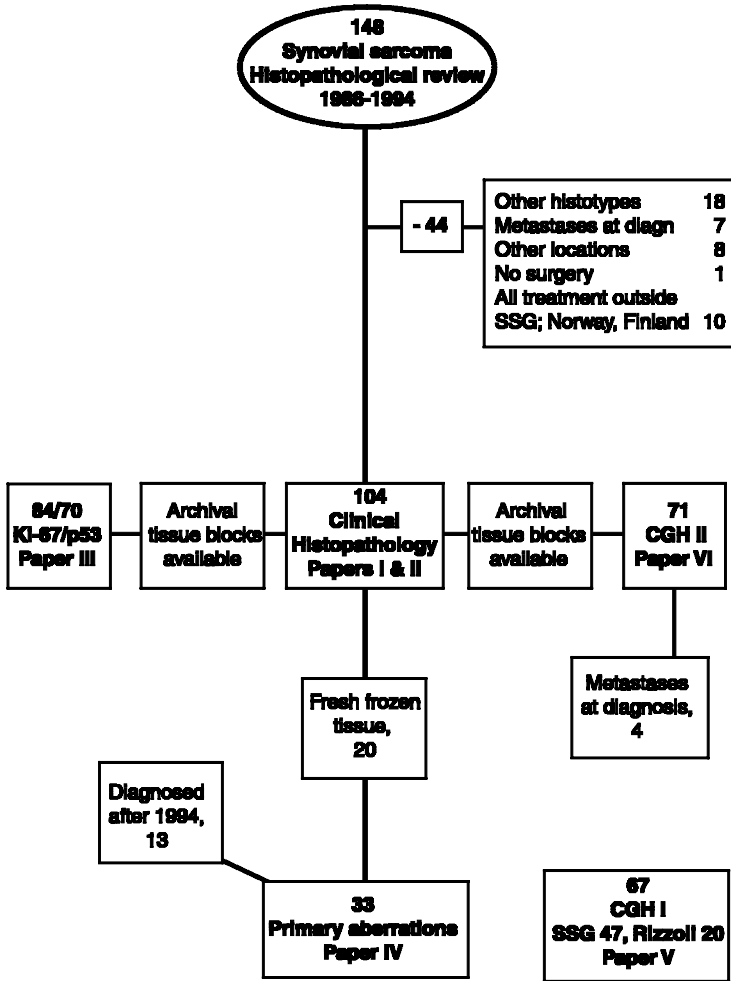 148
Synovial sarcoma
Histopathological review
1986-1994
- 44
Other histotypes 18
Metastases at diagn 7
Other locations 8
No surgery 1
All treatment outside
SSG; Norway, Finland 10
84/70
Ki-67/p53
Paper III
Archival
tissue blocks
available
104
Clinical
Histopathology
Papers I & II
Archival
tissue blocks
available
71
CGH II
Paper VI
Fresh frozen
tissue,
20
Metastases
at diagnosis,
4
Diagnosed
after 1994,
13
33
Primary aberrations
Paper IV
67
CGH I
SSG 47, Rizzoli 20
Paper V